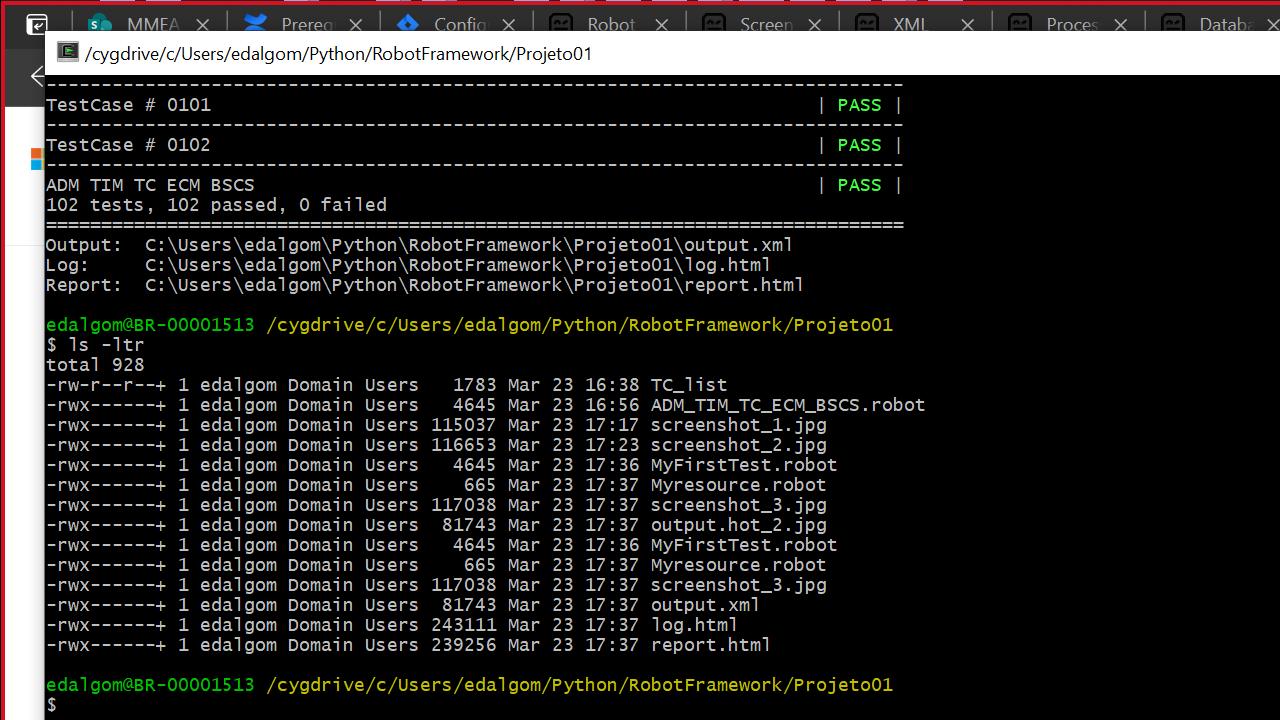 MMEA Prere Config Robot Screen XML Proces Databa
/cygdrive/c/Users/edalgom/Python/RobotFramework/Projeto01
------------------------------------------------------------------------------
TestCase # 0101 | PASS |
------------------------------------------------------------------------------
TestCase # 0102 | PASS |
------------------------------------------------------------------------------
ADM TIM TC ECM BSCS | PASS |
102 tests, 102 passed, 0 failed
==============================================================================
Output: C:\Users\edalgom\Python\RobotFramework\Projeto01\output.xml
Log: C:\Users\edalgom\Python\RobotFramework\Projeto01\log.html
Report: C:\Users\edalgom\Python\RobotFramework\Projeto01\report.html
edalgom@BR-00001513 /cygdrive/c/Users/edalgom/Python/RobotFramework/Projeto01
$ ls -ltr
total 928
-rw-r--r--+ 1 edalgom Domain Users 1783 Mar 23 16:38 TC_list
-rwx------+ 1 edalgom Domain Users 4645 Mar 23 16:56 ADM_TIM_TC_ECM_BSCS.robot
-rwx------+ 1 edalgom Domain Users 115037 Mar 23 17:17 screenshot_1.jpg
-rwx------+ 1 edalgom Domain Users 116653 Mar 23 17:23 screenshot_2.jpg
-rwx------+ 1 edalgom Domain Users 4645 Mar 23 17:36 MyFirstTest.robot
-rwx------+ 1 edalgom Domain Users 665 Mar 23 17:37 Myresource.robot
-rwx------+ 1 edalgom Domain Users 117038 Mar 23 17:37 screenshot_3.jpg
-rwx------+ 1 edalgom Domain Users 81743 Mar 23 17:37 output.hot_2.jpg
-rwx------+ 1 edalgom Domain Users 4645 Mar 23 17:36 MyFirstTest.robot
-rwx------+ 1 edalgom Domain Users 665 Mar 23 17:37 Myresource.robot
-rwx------+ 1 edalgom Domain Users 117038 Mar 23 17:37 screenshot_3.jpg
-rwx------+ 1 edalgom Domain Users 81743 Mar 23 17:37 output.xml
-rwx------+ 1 edalgom Domain Users 243111 Mar 23 17:37 log.html
-rwx------+ 1 edalgom Domain Users 239256 Mar 23 17:37 report.html
edalgom@BR-00001513 /cygdrive/c/Users/edalgom/Python/RobotFramework/Projeto01
$